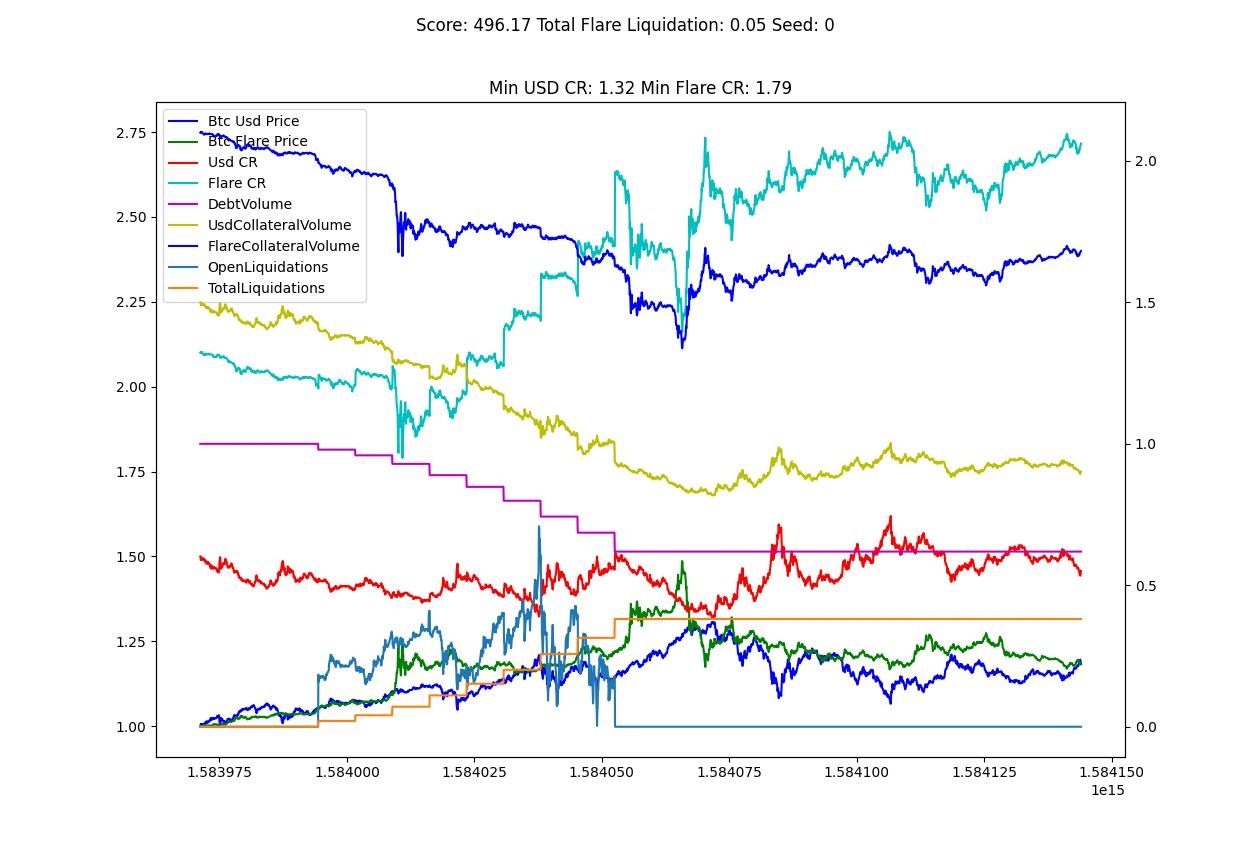 Score: 496.17 Total Flare Liquidation: 0.05 Seed: 0
Min USD CR: 1.32 Min Flare CR: 1.79
Btc Usd Price
Btc Flare Price
Usd CR
Flare CR
DebtVolume
UsdCollateralVolume
FlareCollateralVolume
OpenLiquidations
TotalLiquidations
2.75
2.50
2.25
2.00
1.75
1.50
1.25
1.00
2.0
1.5
1.0
0.5
0.0
1.583975 1.584000 1.584025 1.584050 1.584075 1.584100 1.584125 1.584150
1e15